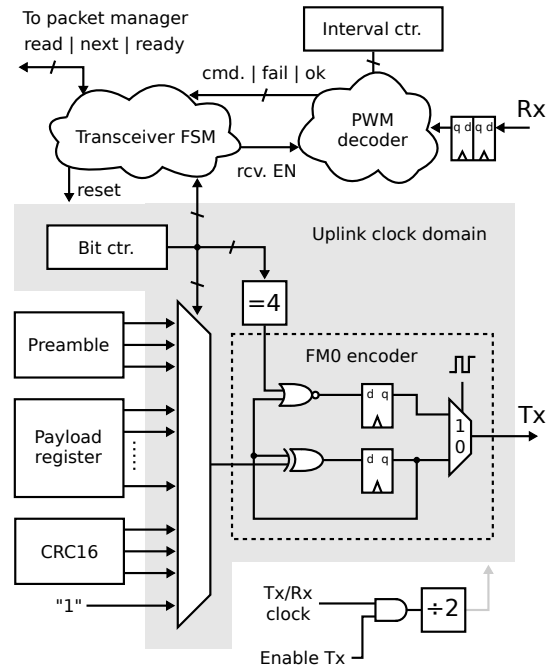 To packet manager
read | next | ready
Interval ctr.
cmd. | fail | ok
Transceiver FSM
PWM
decoder
q d q d
Rx
rcv. EN
reset
Bit ctr.
Uplink clock domain
=4
Preamble
FM0 encoder
d q
Payload
register
1
0
Tx
d q
CRC16
"1"
Tx/Rx
clock
÷2
Enable Tx